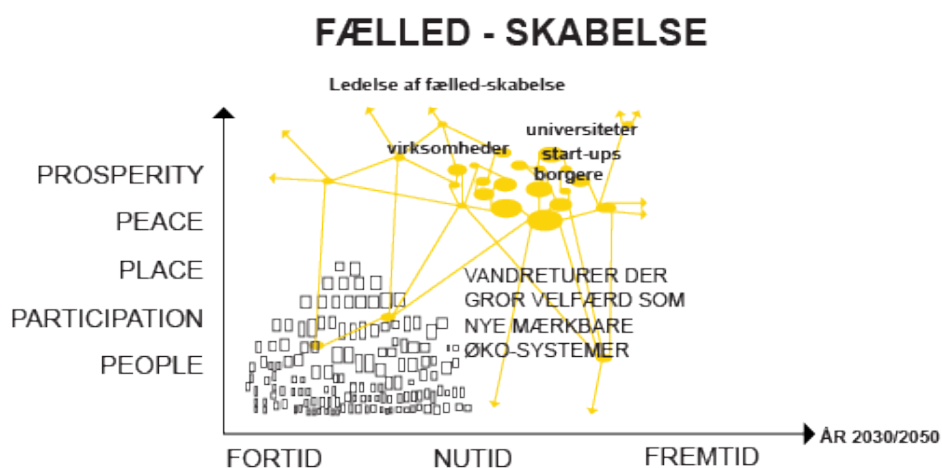 FÆLLED - SKABELSE
Ledelse af fælled-skabelse
universiteter
virksomheder
start-ups
borgere
PROSPERITY
PEACE
PLACE
PARTICIPATION
PEOPLE
VANDRETURER DER
GROR VELFÆRD SOM
NYE MÆRKBARE
ØKO-SYSTEMER
ÅR 2030/2050
FORTID
NUTID
FREMTID